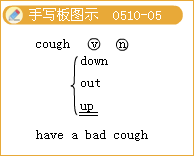 手写板图示 0510-05
cough ⓥ ⓝ
down
out
up
have a bad cough